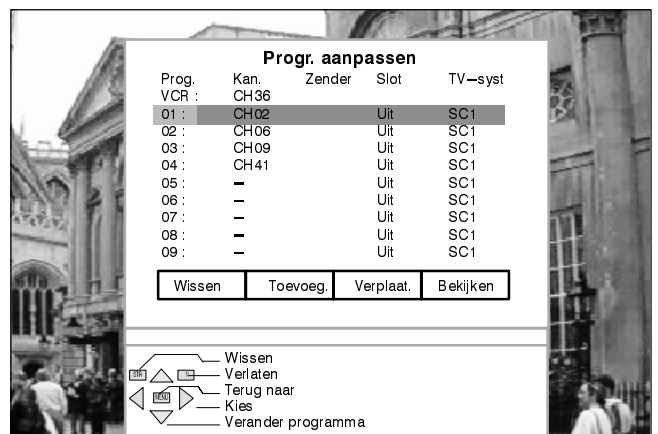 Progr. aanpassen
Prog. Kan. Zender Slot TV–syst
VCR : CH36
01 : CH02 Uit SC1
02 : CH06 Uit SC1
03 : CH09 Uit SC1
04 : CH41 Uit SC1
05 : – Uit SC1
06 : – Uit SC1
07 : – Uit SC1
08 : – Uit SC1
09 : – Uit SC1
Wissen Toevoeg. Verplaat. Bekijken
Wissen
STR N Verlaten
MENU Terug naar
Kies
Verander programma